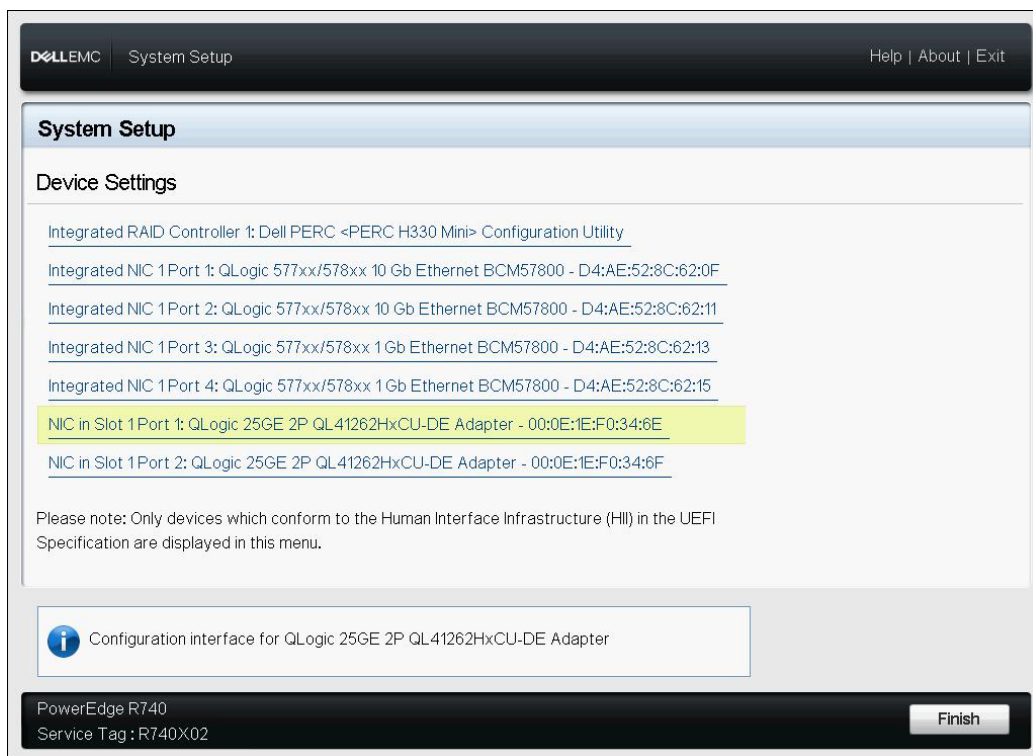 DELLEMC System Setup Help | About | Exit
System Setup
Device Settings
Integrated RAID Controller 1: Dell PERC <PERC H330 Mini> Configuration Utility
Integrated NIC 1 Port 1: QLogic 577xx/578xx 10 Gb Ethernet BCM57800 - D4:AE:52:8C:62:0F
Integrated NIC 1 Port 2: QLogic 577xx/578xx 10 Gb Ethernet BCM57800 - D4:AE:52:8C:62:11
Integrated NIC 1 Port 3: QLogic 577xx/578xx 1 Gb Ethernet BCM57800 - D4:AE:52:8C:62:13
Integrated NIC 1 Port 4: QLogic 577xx/578xx 1 Gb Ethernet BCM57800 - D4:AE:52:8C:62:15
NIC in Slot 1 Port 1: QLogic 25GE 2P QL41262HxCU-DE Adapter - 00:0E:1E:F0:34:6E
NIC in Slot 1 Port 2: QLogic 25GE 2P QL41262HxCU-DE Adapter - 00:0E:1E:F0:34:6F
Please note: Only devices which conform to the Human Interface Infrastructure (HII) in the UEFI
Specification are displayed in this menu.
Configuration interface for QLogic 25GE 2P QL41262HxCU-DE Adapter
PowerEdge R740
Service Tag : R740X02
Finish